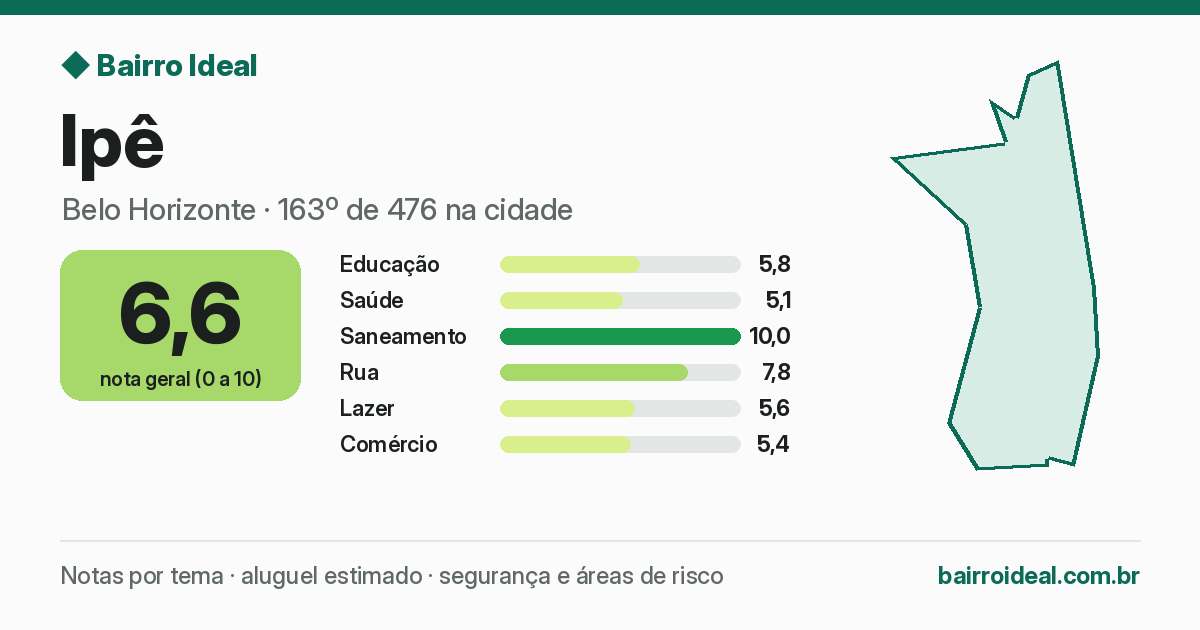 Bairro Ideal
Ipê
Belo Horizonte · 163º de 476 na cidade
6,6
nota geral (0 a 10)
Educação 5,8
Saúde 5,1
Saneamento 10,0
Rua 7,8
Lazer 5,6
Comércio 5,4
Notas por tema · aluguel estimado · segurança e áreas de risco
bairroideal.com.br